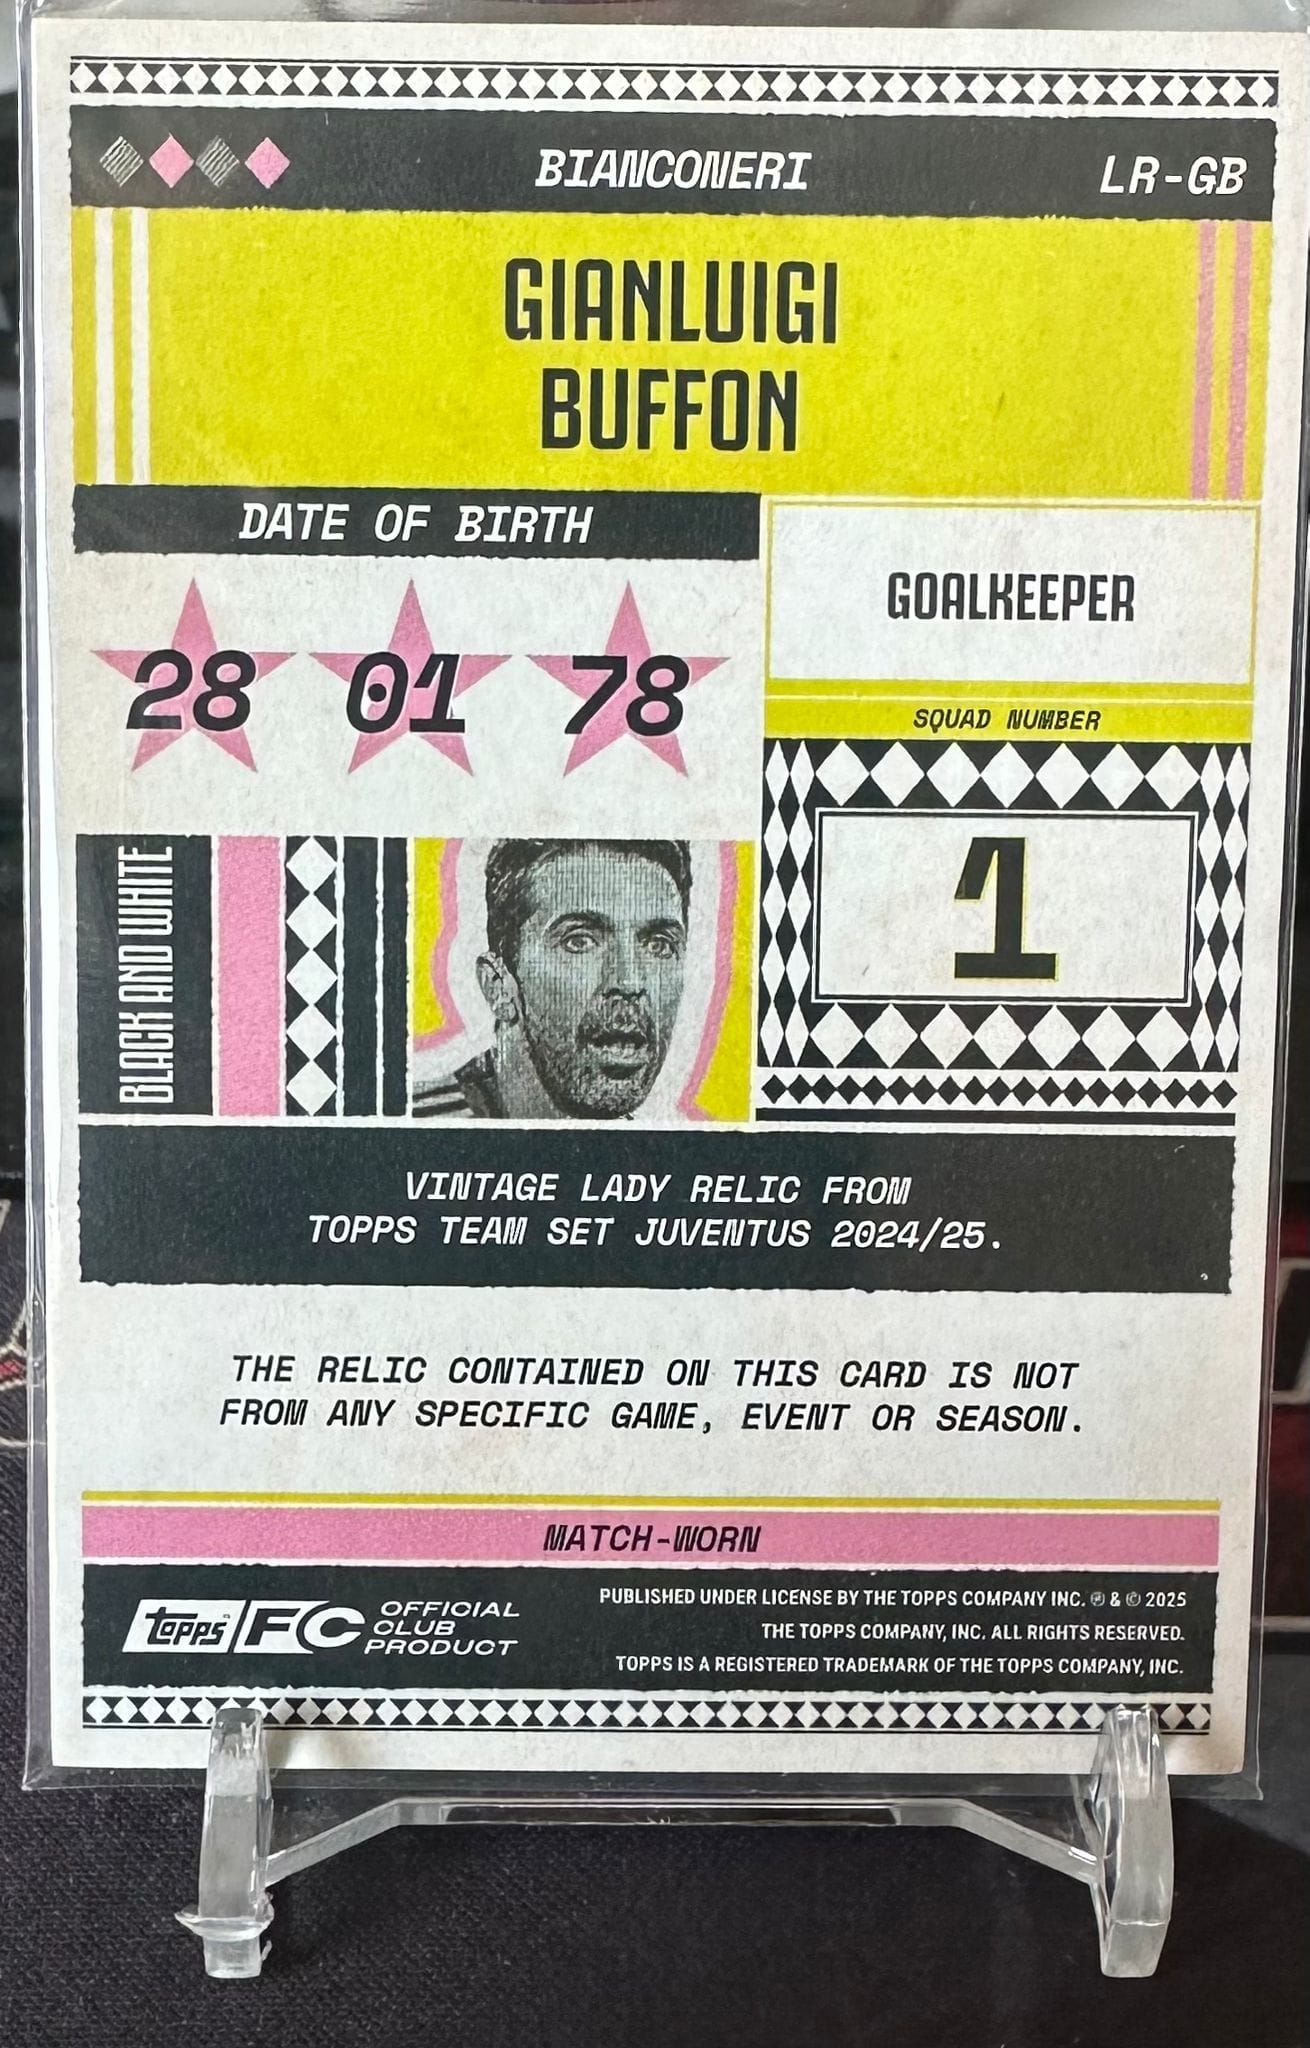 BIANCONERI
LR-GB
GIANLUIGI
BUFFON
DATE OF BIRTH
28 01 78
GOALKEEPER
SQUAD NUMBER
1
BLACK AND WHITE
VINTAGE LADY RELIC FROM
TOPPS TEAM SET JUVENTUS 2024/25.
THE RELIC CONTAINED ON THIS CARD IS NOT
FROM ANY SPECIFIC GAME, EVENT OR SEASON.
MATCH-WORN
topps FC OFFICIAL
CLUB
PRODUCT
PUBLISHED UNDER LICENSE BY THE TOPPS COMPANY INC. ® & © 2025
THE TOPPS COMPANY, INC. ALL RIGHTS RESERVED.
TOPPS IS A REGISTERED TRADEMARK OF THE TOPPS COMPANY, INC.